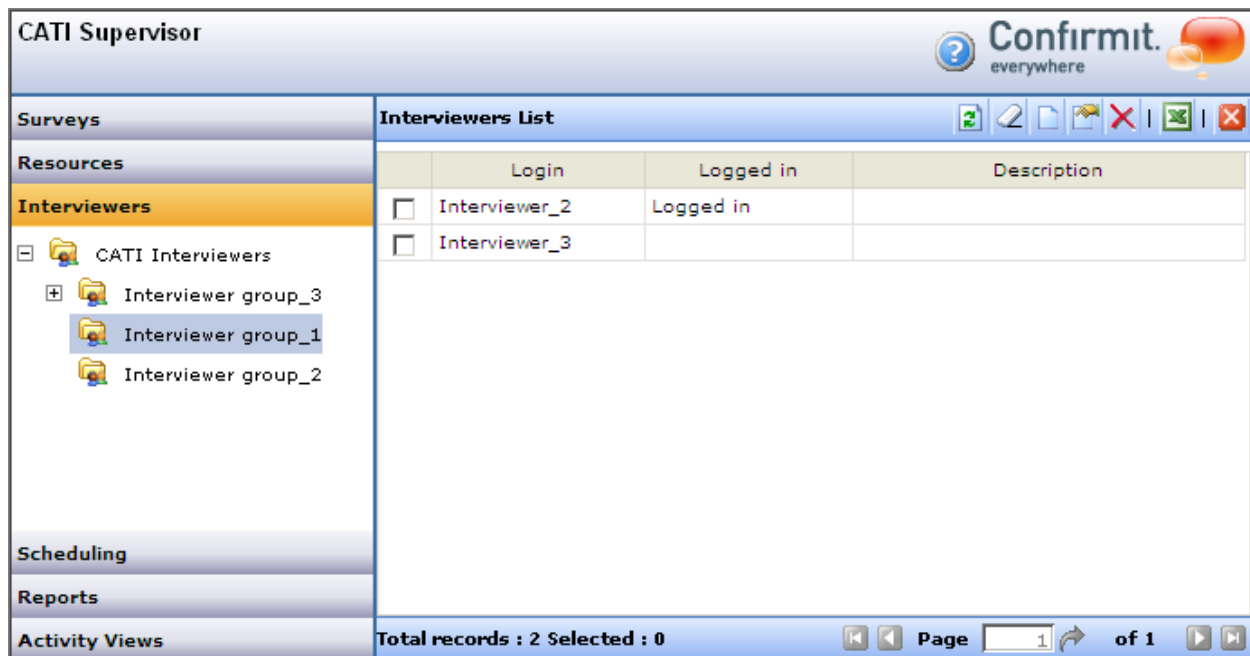 CATI Supervisor
?
Confirmit.
everywhere
Surveys
Resources
Interviewers
CATI Interviewers
Interviewer group_3
Interviewer group_1
Interviewer group_2
Scheduling
Reports
Activity Views
Interviewers List
Login Logged in Description
Interviewer_2 Logged in
Interviewer_3
Total records : 2 Selected : 0 Page 1 of 1